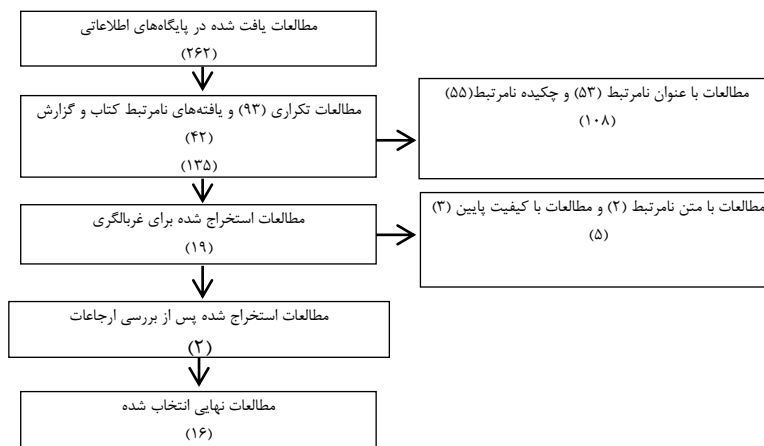 مطالعات یافت شده در پایگاه‌های اطلاعاتی
(۲۶۲)
مطالعات تکراری (۹۳) و یافته‌های نامرتبط کتاب و گزارش
(۴۲)
(۱۳۵)
مطالعات با عنوان نامرتبط (۵۳) و چکیده نامرتبط(۵۵)
(۱۰۸)
مطالعات استخراج شده برای غربالگری
(۱۹)
مطالعات با متن نامرتبط (۲) و مطالعات با کیفیت پایین (۳)
(۵)
مطالعات استخراج شده پس از بررسی ارجاعات
(۲)
مطالعات نهایی انتخاب شده
(۱۶)